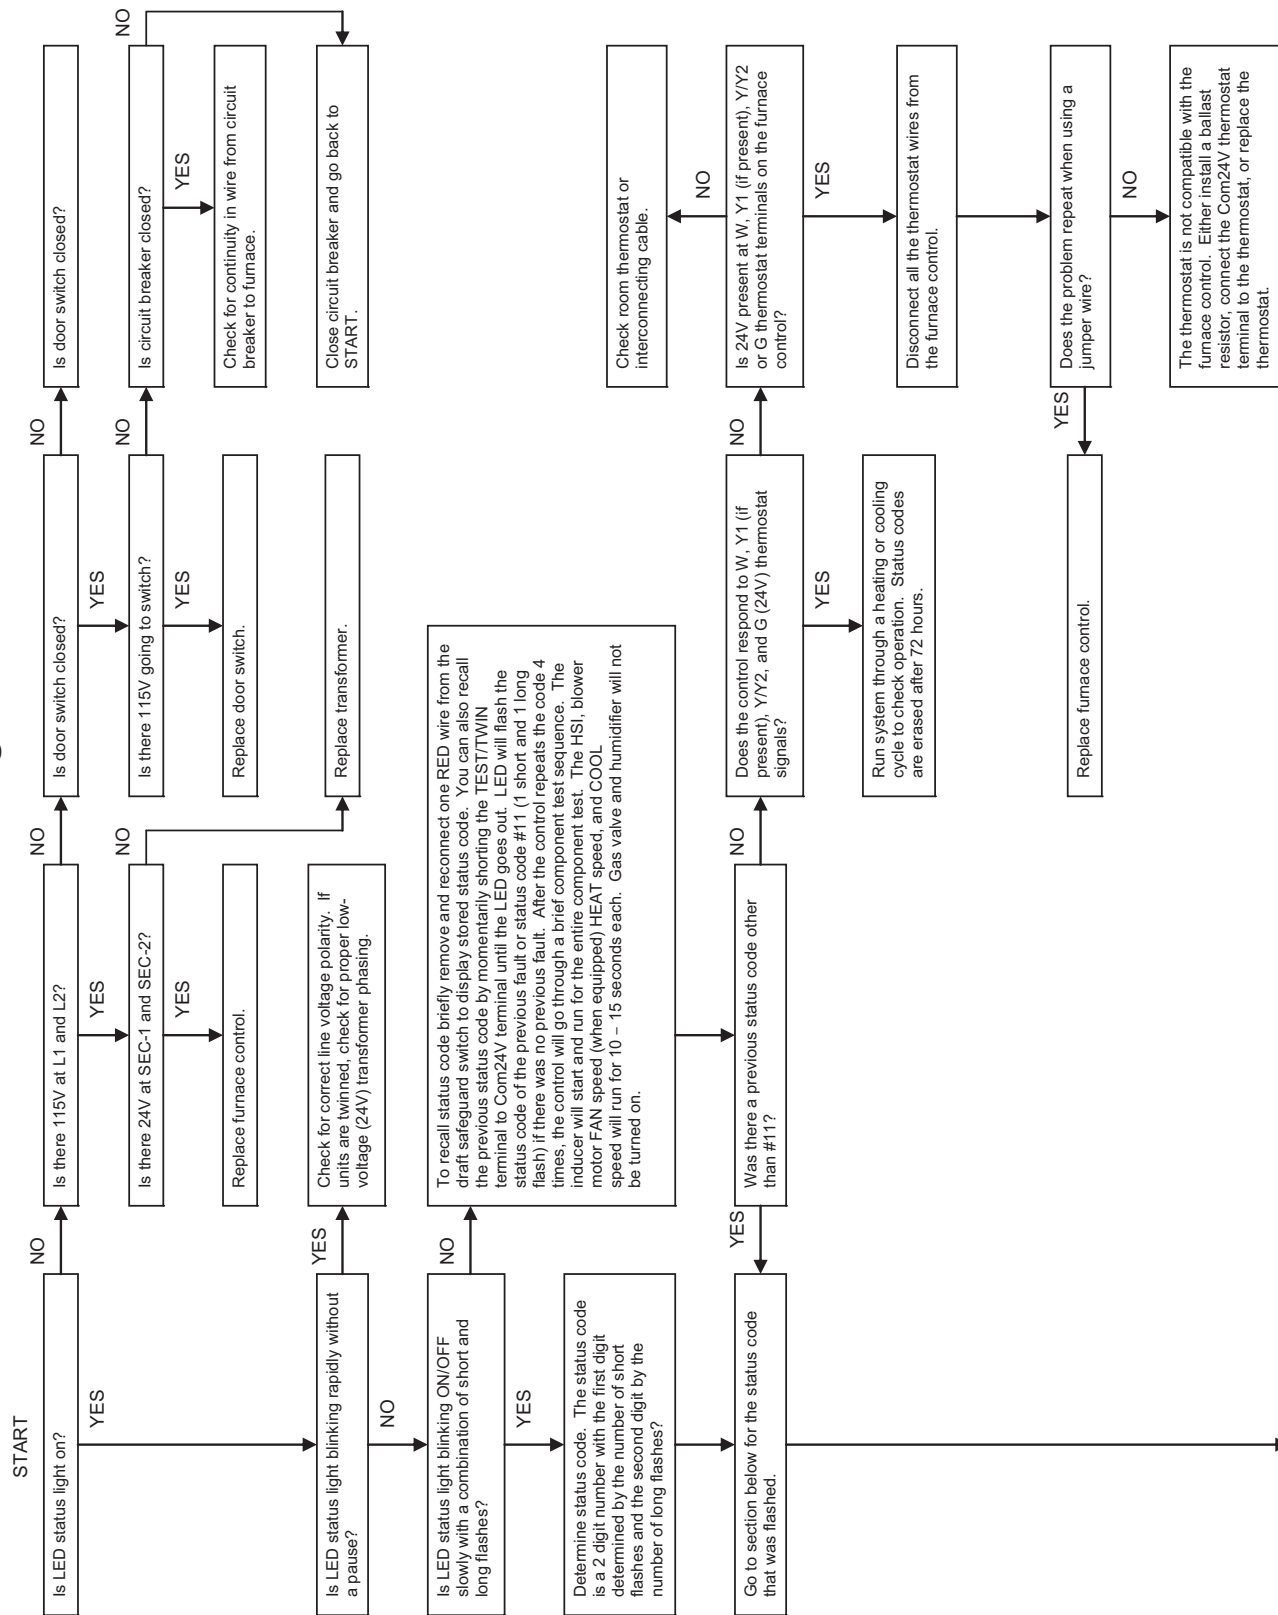 START
Is LED status light on?
NO
YES
Is there 115V at L1 and L2?
NO
YES
Is door switch closed?
NO
YES
Is door switch closed?
Is there 24V at SEC-1 and SEC-2?
NO
YES
Is there 115V going to switch?
NO
YES
Is circuit breaker closed?
NO
YES
Replace furnace control.
Replace door switch.
Check for continuity in wire from circuit
breaker to furnace.
Is LED status light blinking rapidly without
a pause?
YES
NO
Check for correct line voltage polarity. If
units are twinned, check for proper low-
voltage (24V) transformer phasing.
Replace transformer.
Close circuit breaker and go back to
START.
Is LED status light blinking ON/OFF
slowly with a combination of short and
long flashes?
NO
YES
To recall status code briefly remove and reconnect one RED wire from the
draft safeguard switch to display stored status code. You can also recall
the previous status code by momentarily shorting the TEST/TWIN
terminal to Com24V terminal until the LED goes out. LED will flash the
status code of the previous fault or status code #11 (1 short and 1 long
flash) if there was no previous fault. After the control repeats the code 4
times, the control will go through a brief component test sequence. The
inducer will start and run for the entire component test. The HSI, blower
motor FAN speed (when equipped) HEAT speed, and COOL
speed will run for 10 – 15 seconds each. Gas valve and humidifier will not
be turned on.
Determine status code. The status code
is a 2 digit number with the first digit
determined by the number of short
flashes and the second digit by the
number of long flashes?
Go to section below for the status code
that was flashed.
YES
Was there a previous status code other
than #11?
NO
Does the control respond to W, Y1 (if
present), Y/Y2, and G (24V) thermostat
signals?
NO
YES
Is 24V present at W, Y1 (if present), Y/Y2
or G thermostat terminals on the furnace
control?
NO
YES
Check room thermostat or
interconnecting cable.
Run system through a heating or cooling
cycle to check operation. Status codes
are erased after 72 hours.
Disconnect all the thermostat wires from
the furnace control.
Replace furnace control.
YES
Does the problem repeat when using a
jumper wire?
NO
The thermostat is not compatible with the
furnace control. Either install a ballast
resistor, connect the Com24V thermostat
terminal to the thermostat, or replace the
thermostat.